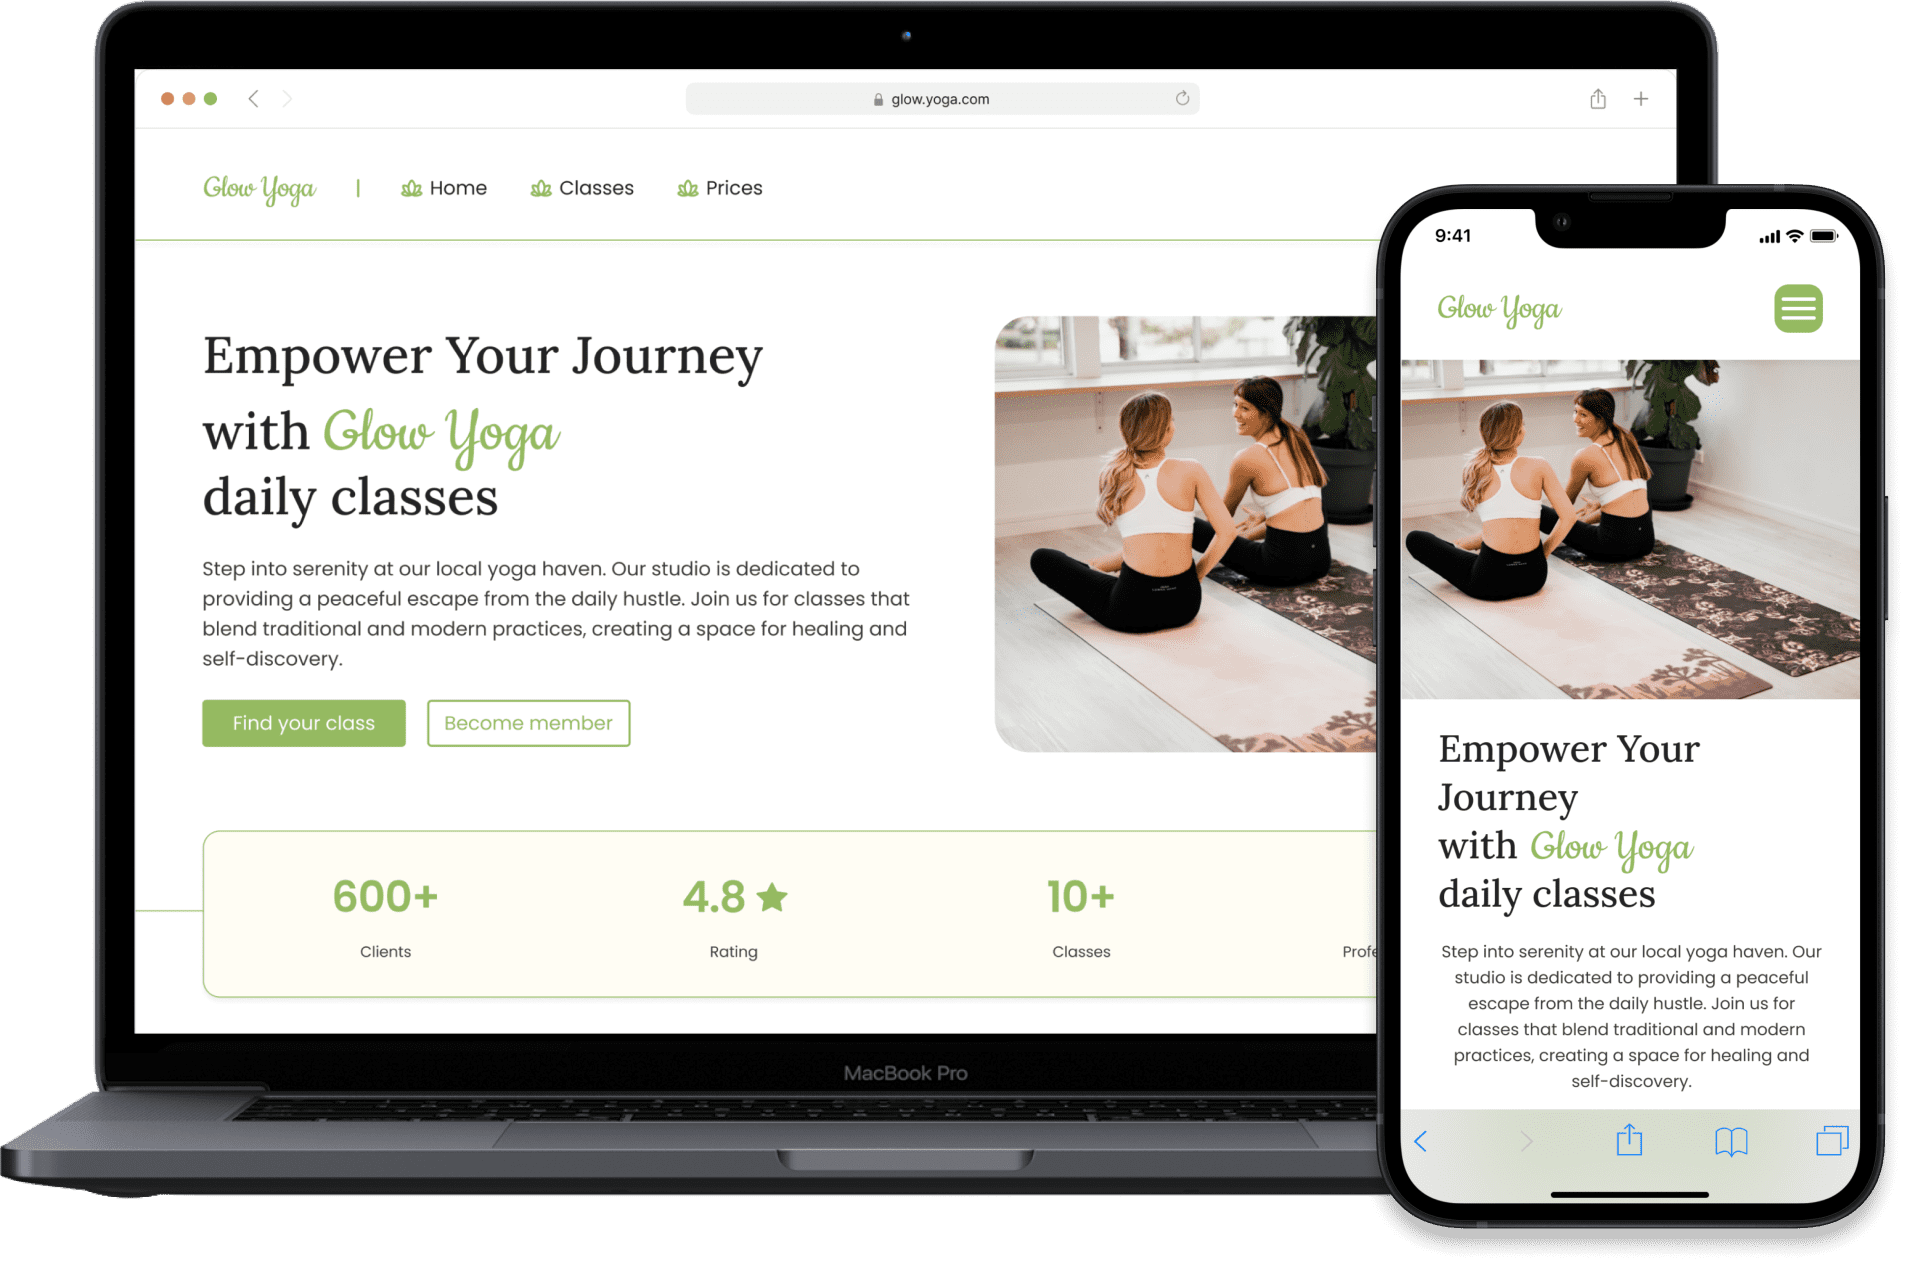 glow.yoga.com
Glow Yoga | Home Classes Prices
Empower Your Journey
with Glow Yoga
daily classes
Step into serenity at our local yoga haven. Our studio is dedicated to
providing a peaceful escape from the daily hustle. Join us for classes that
blend traditional and modern practices, creating a space for healing and
self-discovery.
Find your class Become member
600+ 4.8 10+
Clients Rating Classes
MacBook Pro
9:41
Glow Yoga
Empower Your
Journey
with Glow Yoga
daily classes
Step into serenity at our local yoga haven. Our
studio is dedicated to providing a peaceful
escape from the daily hustle. Join us for
classes that blend traditional and modern
practices, creating a space for healing and
self-discovery.